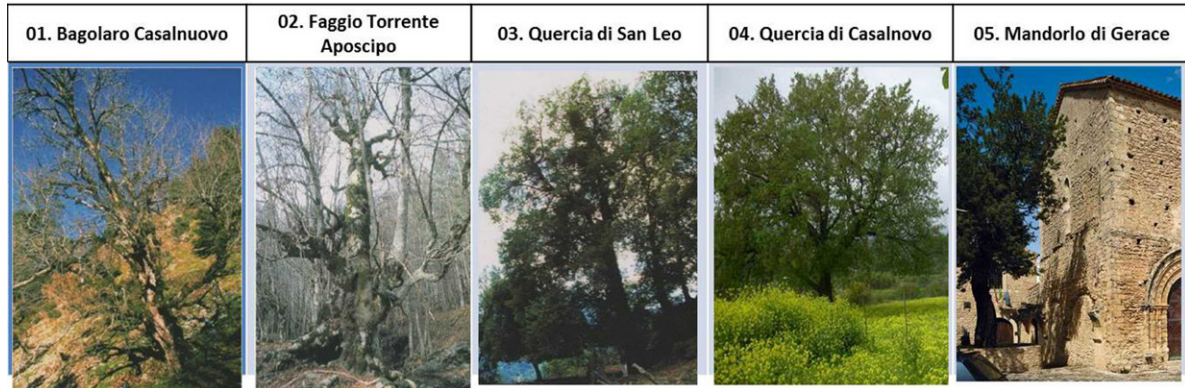 01. Bagolaro Casalnuovo
02. Faggio Torrente
Aposcipo
03. Quercia di San Leo
04. Quercia di Casalnovo
05. Mandorlo di Gerace